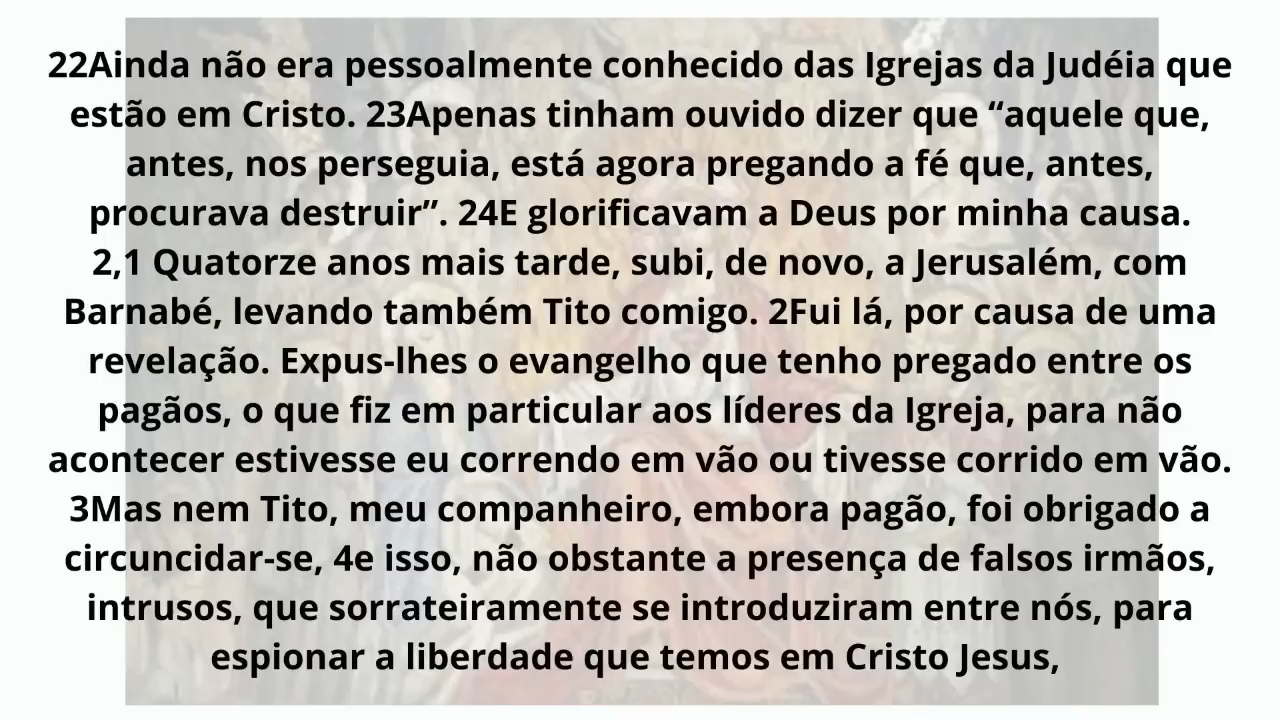 22Ainda não era pessoalmente conhecido das Igrejas da Judéia que
estão em Cristo. 23Apenas tinham ouvido dizer que “aquele que,
antes, nos perseguia, está agora pregando a fé que, antes,
procurava destruir”. 24E glorificavam a Deus por minha causa.
2,1 Quatorze anos mais tarde, subi, de novo, a Jerusalém, com
Barnabé, levando também Tito comigo. 2Fui lá, por causa de uma
revelação. Expus-lhes o evangelho que tenho pregado entre os
pagãos, o que fiz em particular aos líderes da Igreja, para não
acontecer estivesse eu correndo em vão ou tivesse corrido em vão.
3Mas nem Tito, meu companheiro, embora pagão, foi obrigado a
circuncidar-se, 4e isso, não obstante a presença de falsos irmãos,
intrusos, que sorrateiramente se introduziram entre nós, para
espionar a liberdade que temos em Cristo Jesus,